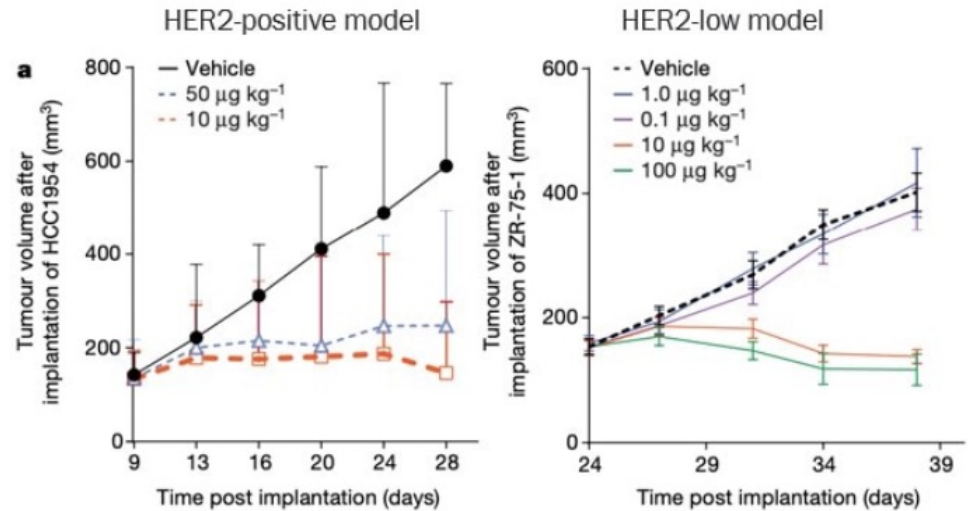 HER2-positive model
a
Tumour volume after
implantation of HCC1954 (mm³)
800
600
400
200
0
Vehicle
50 µg kg⁻¹
10 µg kg⁻¹
9 13 16 20 24 28
Time post implantation (days)
HER2-low model
Tumour volume after
implantation of ZR-75-1 (mm³)
600
400
200
0
Vehicle
1.0 µg kg⁻¹
0.1 µg kg⁻¹
10 µg kg⁻¹
100 µg kg⁻¹
24 29 34 39
Time post implantation (days)